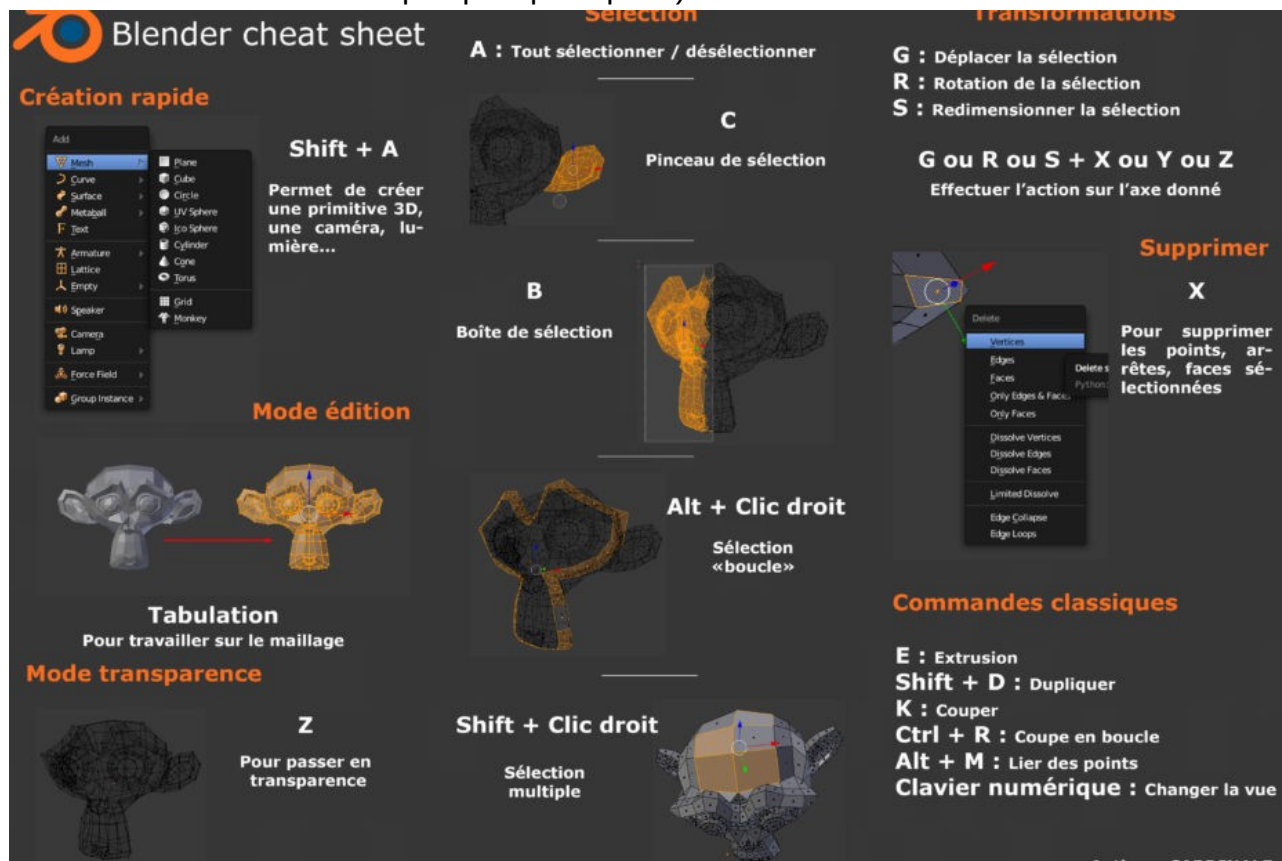 Blender cheat sheet
Création rapide
Add
Mesh
Curve
Surface
Metaball
Text
Armature
Lattice
Empty
Speaker
Camera
Lamp
Force Field
Group Instance
Plane
Cube
Circle
UV Sphere
Ico Sphere
Cylinder
Cone
Torus
Grid
Monkey
Shift + A
Permet de créer
une primitive 3D,
une caméra, lu-
mière...
Mode édition
Tabulation
Pour travailler sur le maillage
Mode transparence
Z
Pour passer en
transparence
Sélection
A : Tout sélectionner / désélectionner
C
Pinceau de sélection
B
Boîte de sélection
Alt + Clic droit
Sélection
«boucle»
Shift + Clic droit
Sélection
multiple
Transformations
G : Déplacer la sélection
R : Rotation de la sélection
S : Redimensionner la sélection
G ou R ou S + X ou Y ou Z
Effectuer l'action sur l'axe donné
Supprimer
X
Pour supprimer
les points, ar-
rêtes, faces sé-
lectionnées
Delete
Vertices
Edges
Faces
Only Edges & Faces
Only Faces
Dissolve Vertices
Dissolve Edges
Dissolve Faces
Limited Dissolve
Edge Collapse
Edge Loops
Delete s
Python:
Commandes classiques
E : Extrusion
Shift + D : Dupliquer
K : Couper
Ctrl + R : Coupe en boucle
Alt + M : Lier des points
Clavier numérique : Changer la vue